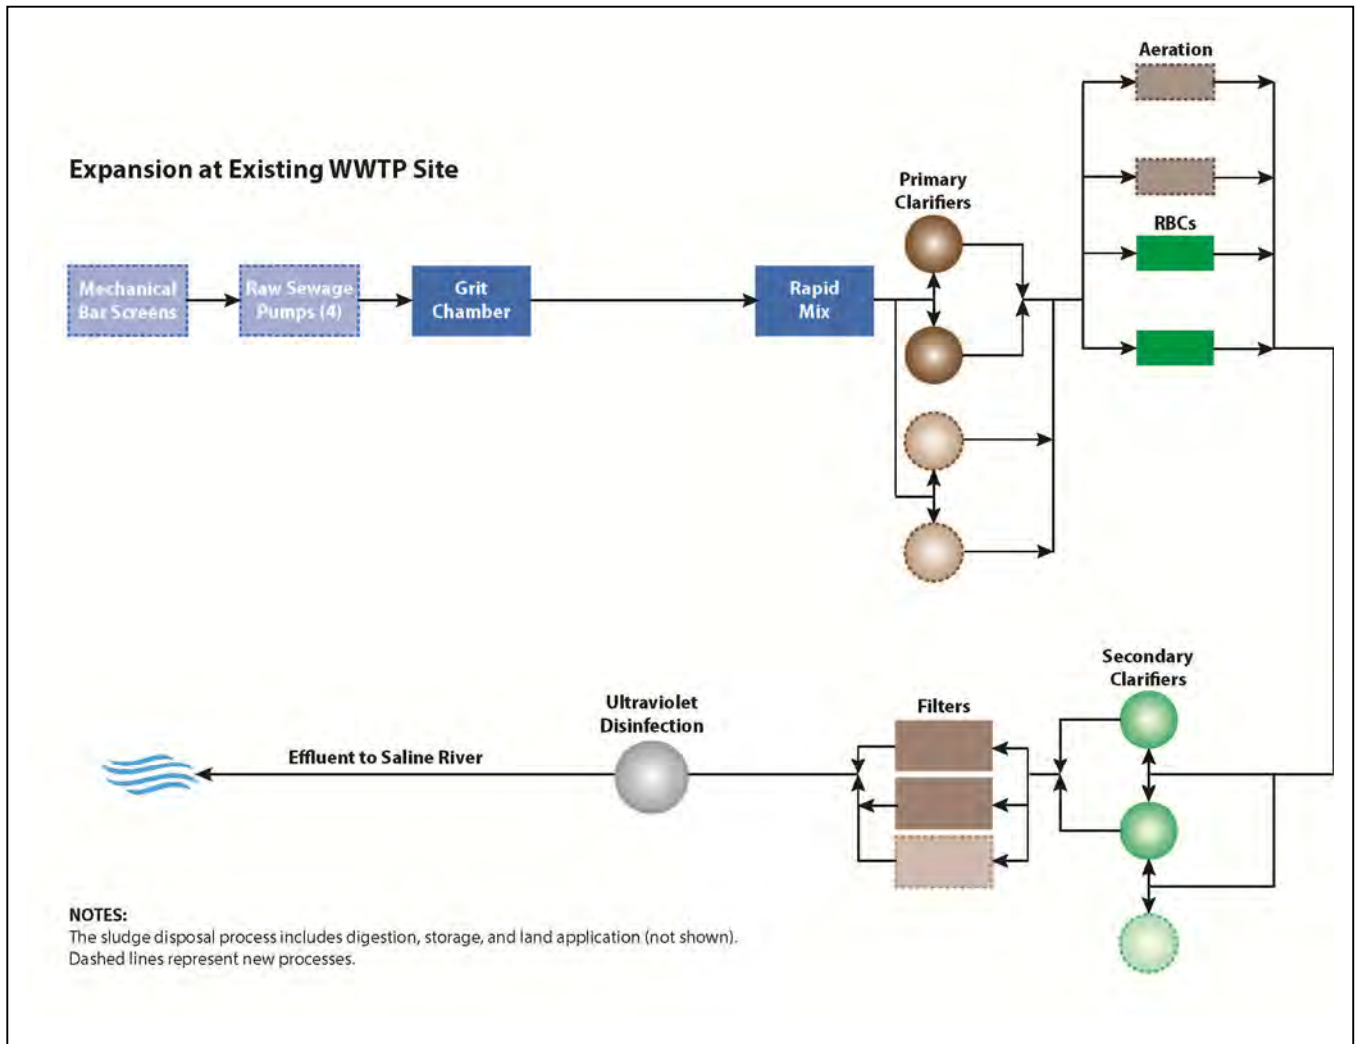 Aeration
Expansion at Existing WWTP Site
Primary
Clarifiers
RBCs
Mechanical
Bar Screens
Raw Sewage
Pumps (4)
Grit
Chamber
Rapid
Mix
Secondary
Clarifiers
Filters
Ultraviolet
Disinfection
Effluent to Saline River
NOTES:
The sludge disposal process includes digestion, storage, and land application (not shown).
Dashed lines represent new processes.